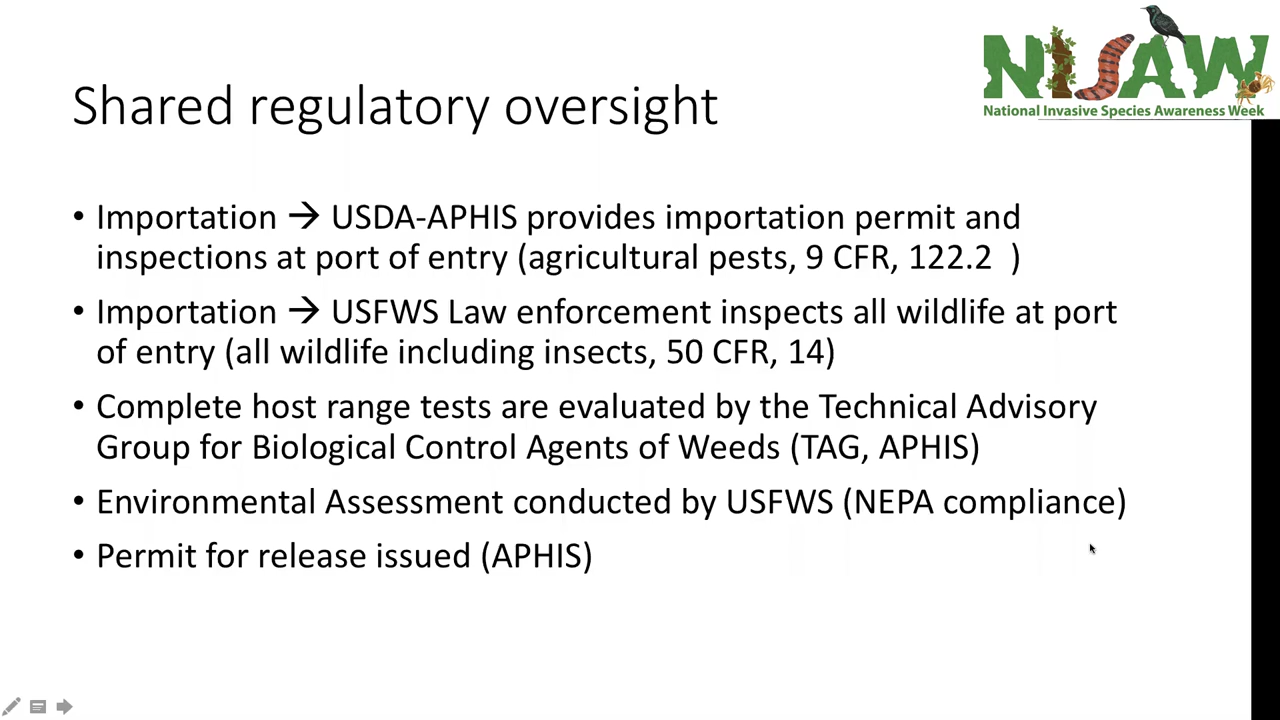 NISAW
National Invasive Species Awareness Week
Shared regulatory oversight
• Importation → USDA-APHIS provides importation permit and
inspections at port of entry (agricultural pests, 9 CFR, 122.2  )
• Importation → USFWS Law enforcement inspects all wildlife at port
of entry (all wildlife including insects, 50 CFR, 14)
• Complete host range tests are evaluated by the Technical Advisory
Group for Biological Control Agents of Weeds (TAG, APHIS)
• Environmental Assessment conducted by USFWS (NEPA compliance)
• Permit for release issued (APHIS)